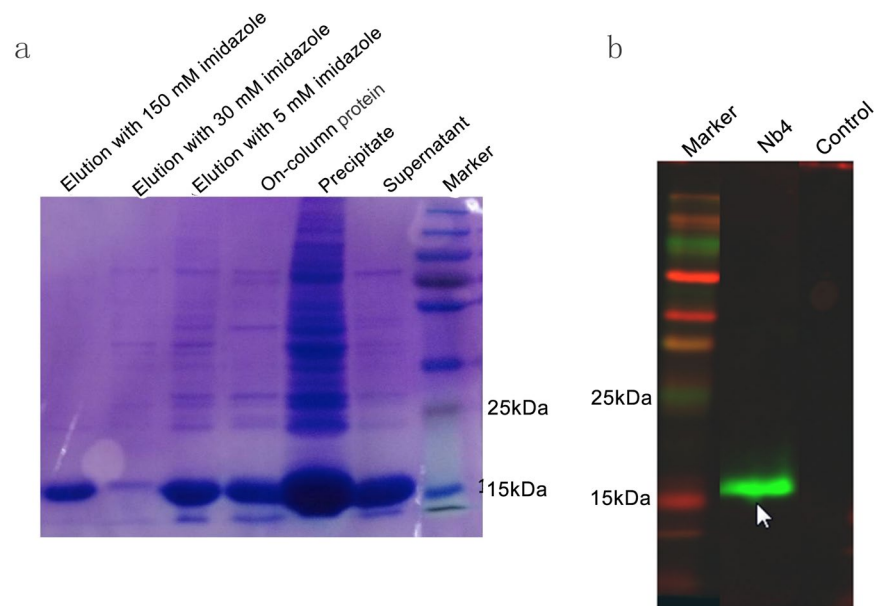 a
Elution with 150 mM imidazole
Elution with 30 mM imidazole
Elution with 5 mM imidazole
On-column protein
Precipitate
Supernatant
Marker
25kDa
15kDa
b
Marker
Nb4
Control
25kDa
15kDa